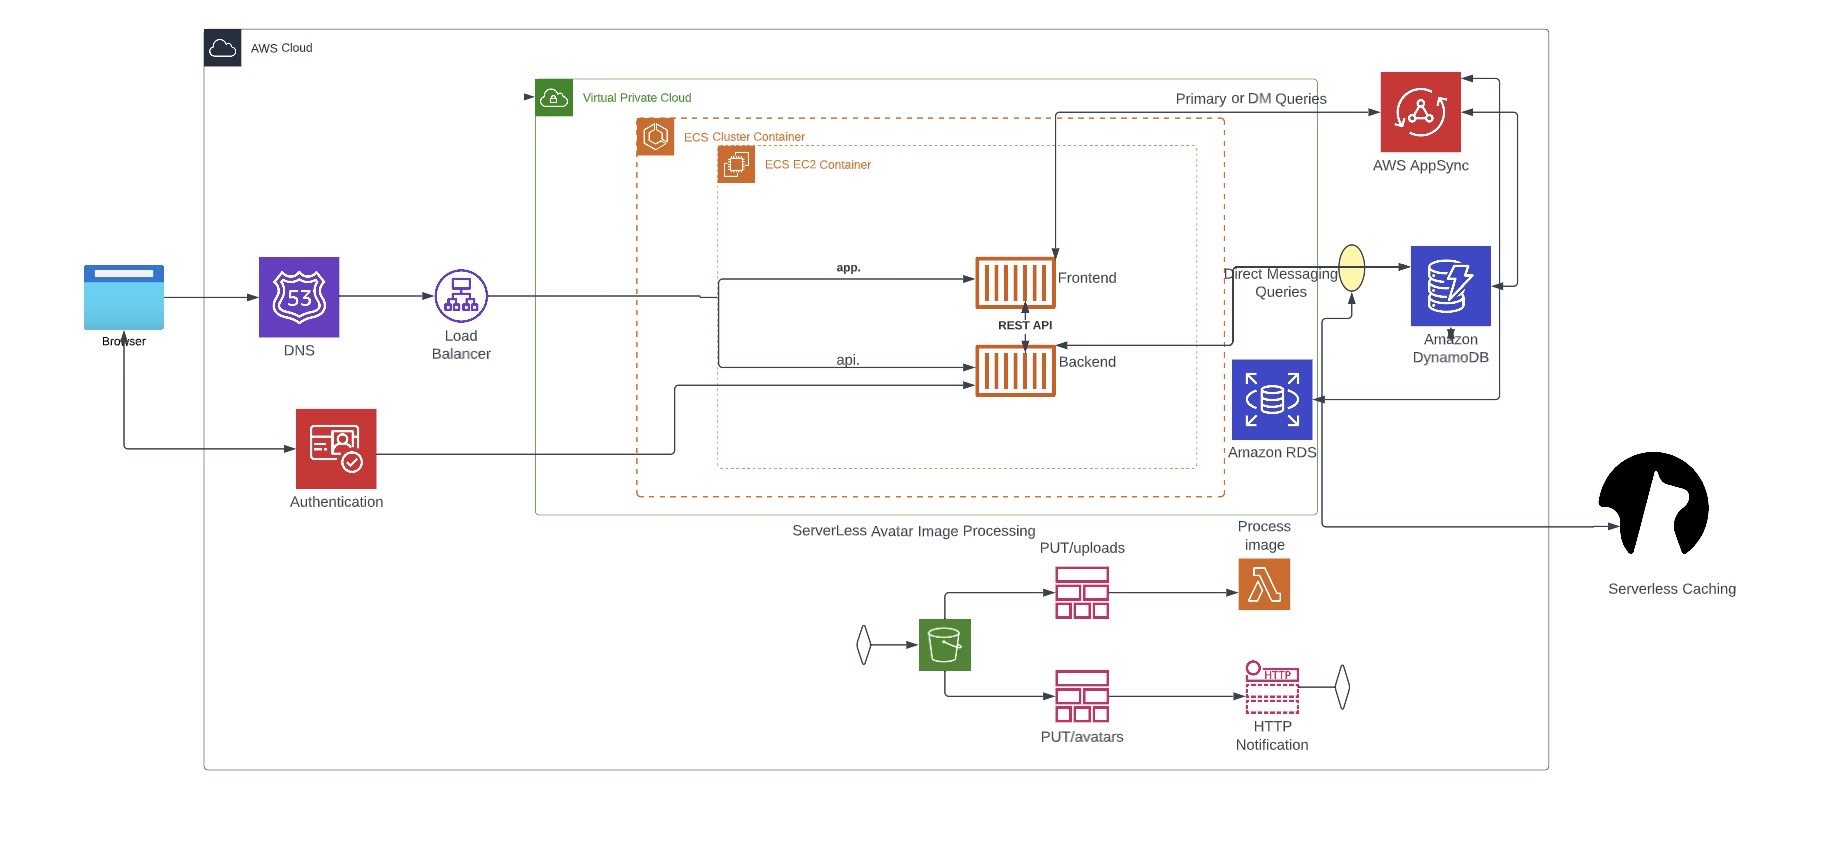 AWS Cloud
Virtual Private Cloud
Primary or DM Queries
ECS Cluster Container
ECS EC2 Container
AWS AppSync
app.
Frontend
Direct Messaging
Queries
53
DNS
Load
Balancer
REST API
Browser
api.
Backend
Amazon
DynamoDB
Amazon RDS
Authentication
ServerLess Avatar Image Processing
Process
image
PUT/uploads
Serverless Caching
HTTP
HTTP
Notification
PUT/avatars